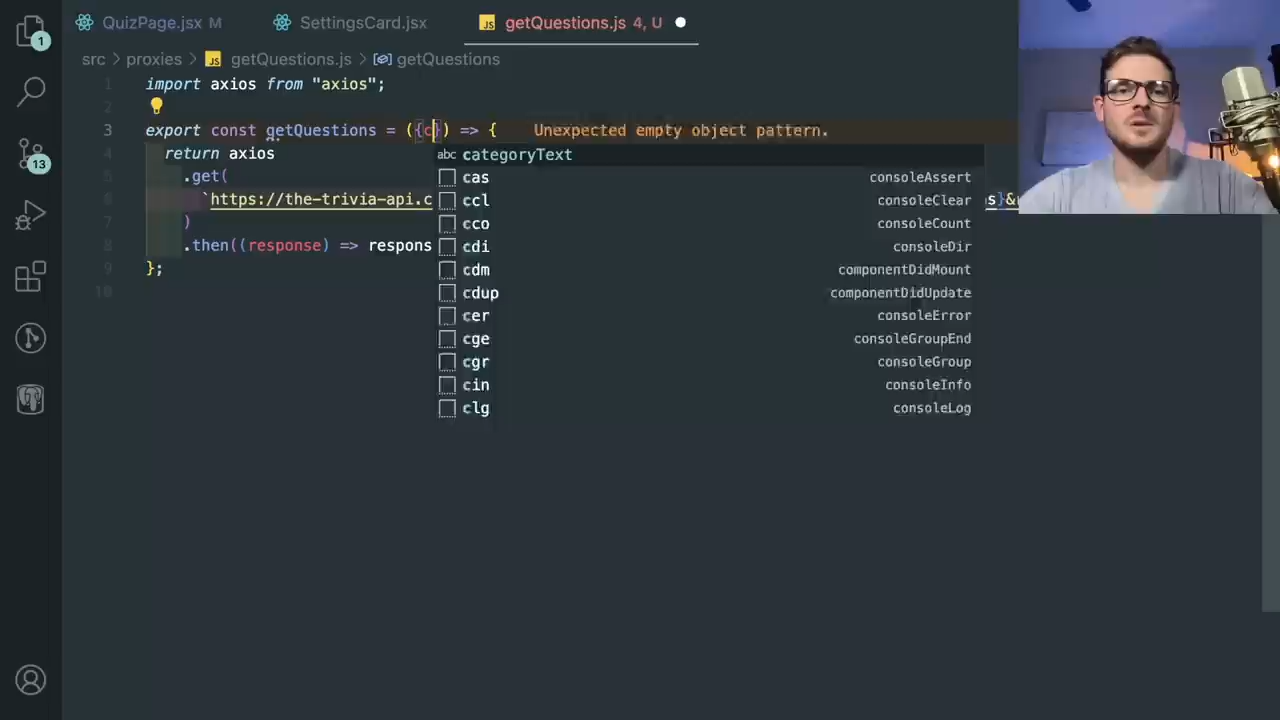 QuizPage.jsx M SettingsCard.jsx JS getQuestions.js 4, U
1
src > proxies > JS getQuestions.js > getQuestions
1 import axios from "axios";
2
3 export const getQuestions = ({c}) => { Unexpected empty object pattern.
4 return axios abc categoryText
.get( cas consoleAssert
`https://the-trivia-api.c ccl consoleClear s}&
) cco consoleCount
8 .then((response) => respons cdi consoleDir
9 }; cdm componentDidMount
10 cdup componentDidUpdate
cer consoleError
cge consoleGroupEnd
cgr consoleGroup
cin consoleInfo
clg consoleLog
13